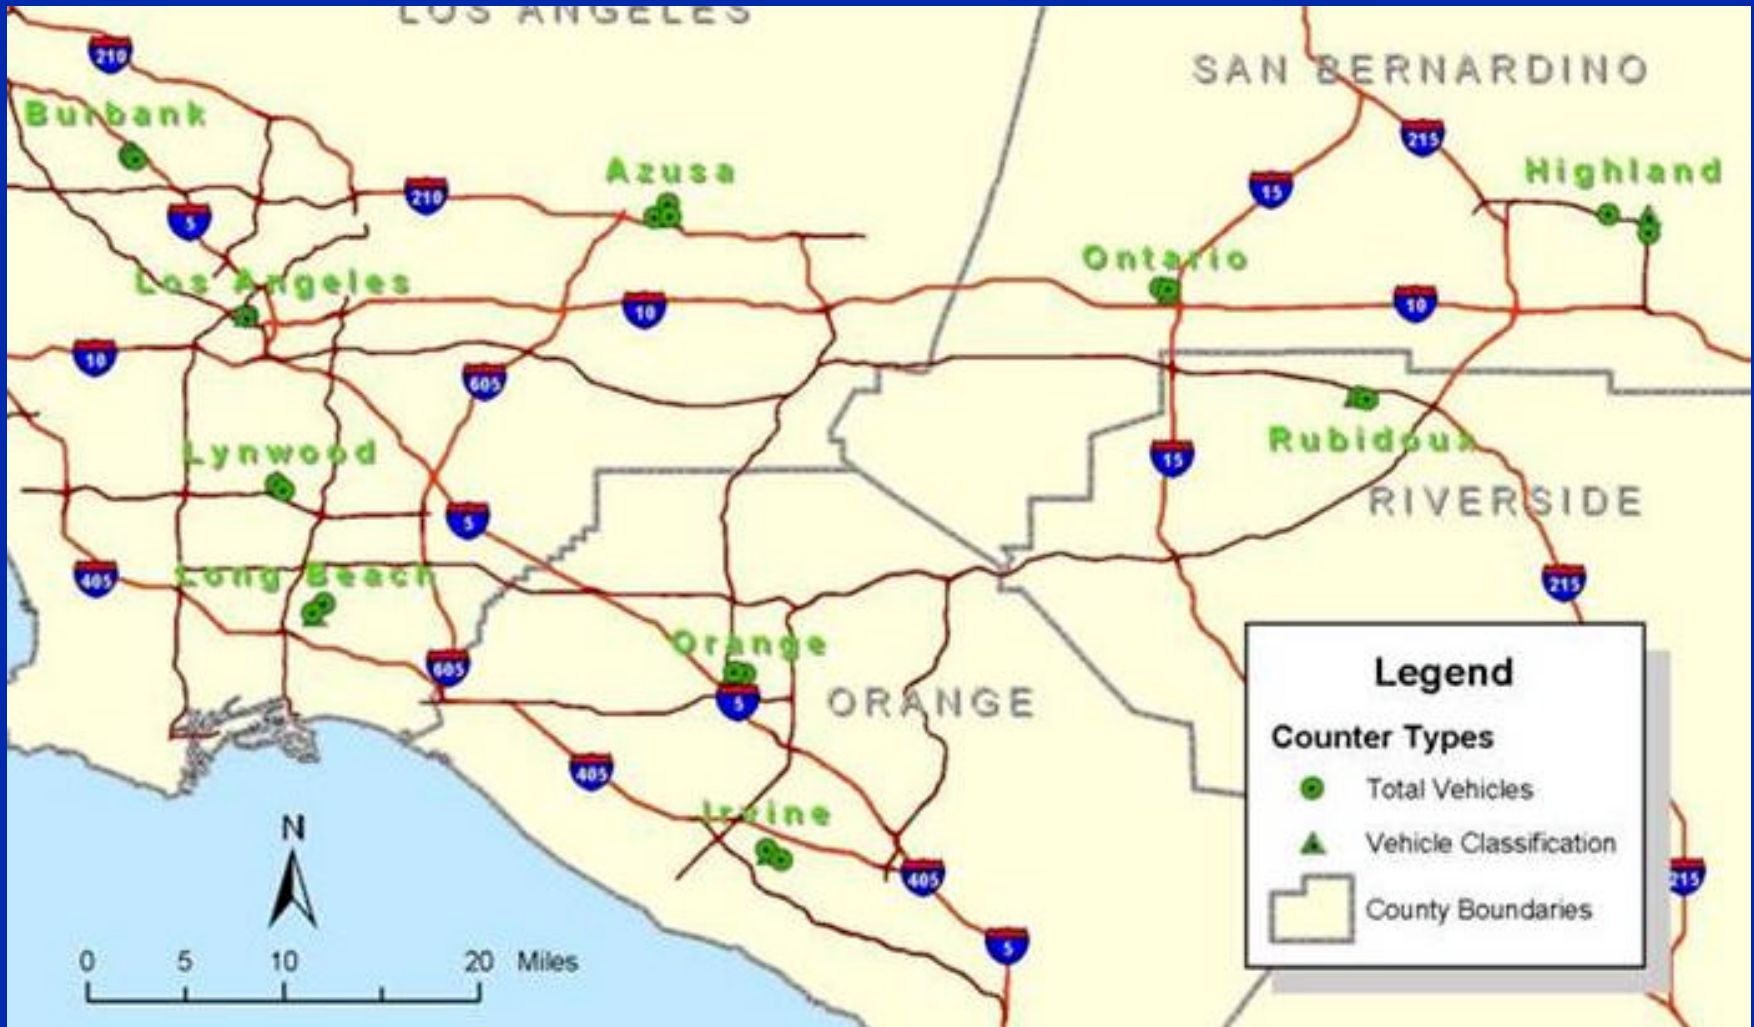 LOS ANGELES
210
SAN BERNARDINO
Burbank
215
Azusa
Highland
210
15
5
Ontario
Los Angeles
10
10
10
605
Rubidoux
Lynwood
15
RIVERSIDE
5
405
Long Beach
215
Orange
605
5
ORANGE
405
Irvine
405
215
5
N
0 5 10 20 Miles
Legend
Counter Types
Total Vehicles
Vehicle Classification
County Boundaries